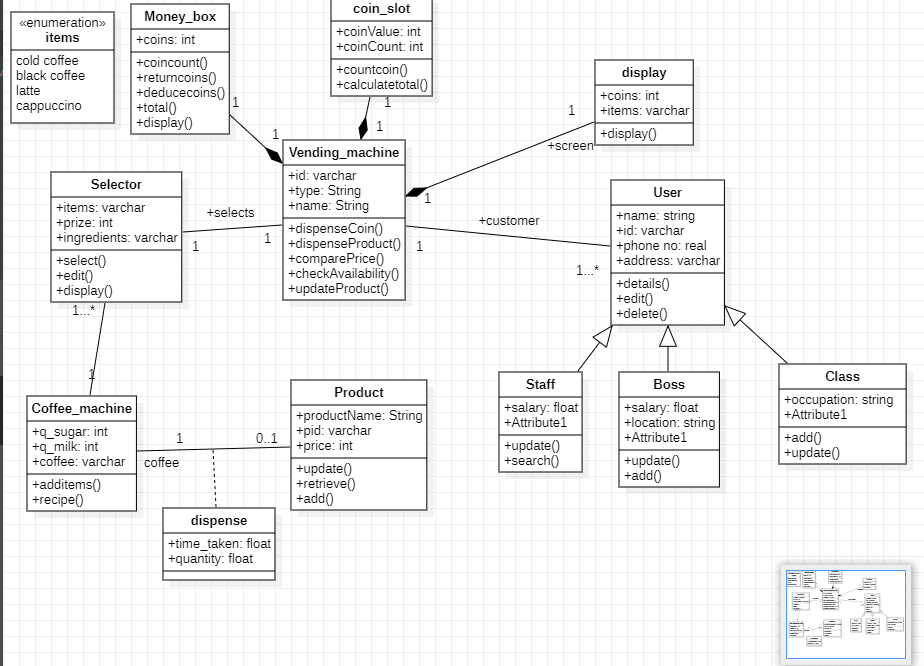 «enumeration»
items
cold coffee
black coffee
latte
cappuccino
Money_box
+coins: int
+coincount()
+returncoins()
+deducecoins()
+total()
+display()
1
1
coin_slot
+coinValue: int
+coinCount: int
+countcoin()
+calculatetotal()
1
1
display
+coins: int
+items: varchar
+display()
1
+screen
1
Vending_machine
+id: varchar
+type: String
+name: String
+dispenseCoin()
+dispenseProduct()
+comparePrice()
+checkAvailability()
+updateProduct()
Selector
+items: varchar
+prize: int
+ingredients: varchar
+select()
+edit()
+display()
+selects
1
1
+customer
1
1...*
User
+name: string
+id: varchar
+phone no: real
+address: varchar
+details()
+edit()
+delete()
1...*
1
Coffee_machine
+q_sugar: int
+q_milk: int
+coffee: varchar
+additems()
+recipe()
1
0..1
coffee
Product
+productName: String
+pid: varchar
+price: int
+update()
+retrieve()
+add()
dispense
+time_taken: float
+quantity: float
Staff
+salary: float
+Attribute1
+update()
+search()
Boss
+salary: float
+location: string
+Attribute1
+update()
+add()
Class
+occupation: string
+Attribute1
+add()
+update()